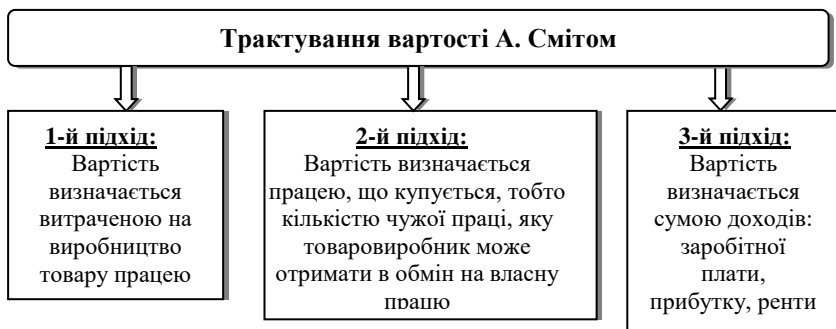 Трактування вартості А. Смітом
1-й підхід:
Вартість
визначається
витраченою на
виробництво
товару працею
2-й підхід:
Вартість визначається
працею, що купується, тобто
кількістю чужої праці, яку
товаровиробник може
отримати в обмін на власну
працю
3-й підхід:
Вартість
визначається
сумою доходів:
заробітної
плати,
прибутку, ренти